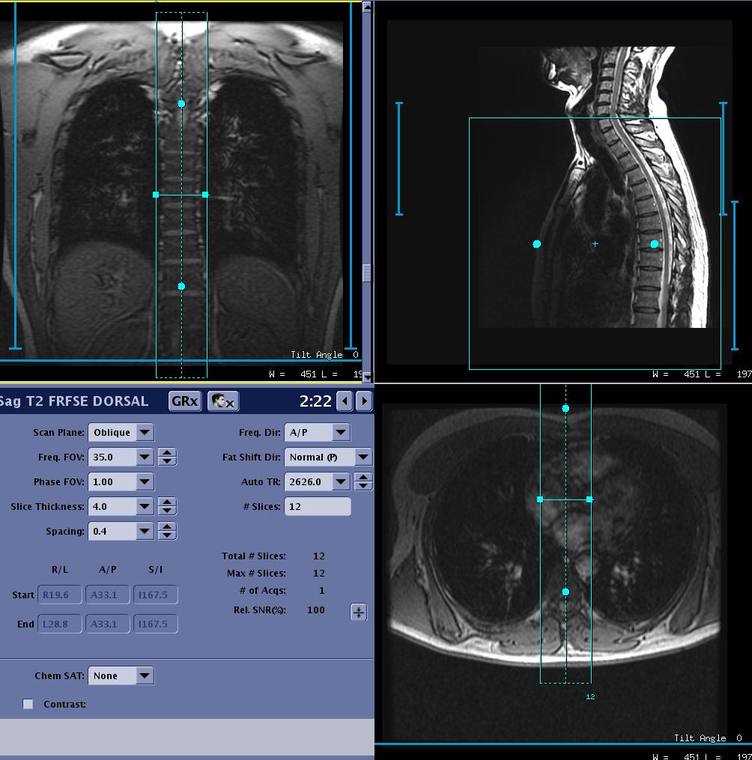 Tilt Angle 0
W = 451 L = 19
W = 451 L = 197
Sag T2 FRFSE DORSAL GRx 2:22
Scan Plane: Oblique Freq. Dir: A/P
Freq. FOV: 35.0 Fat Shift Dir: Normal (P)
Phase FOV: 1.00 Auto TR: 2626.0
Slice Thickness: 4.0 # Slices: 12
Spacing: 0.4
Total # Slices: 12
Max # Slices: 12
# of Acqs: 1
Rel. SNR(%): 100
R/L A/P S/I
Start R19.6 A33.1 I167.5
End L28.8 A33.1 I167.5
Chem SAT: None
Contrast:
12
Tilt Angle 0
W = 451 L = 197